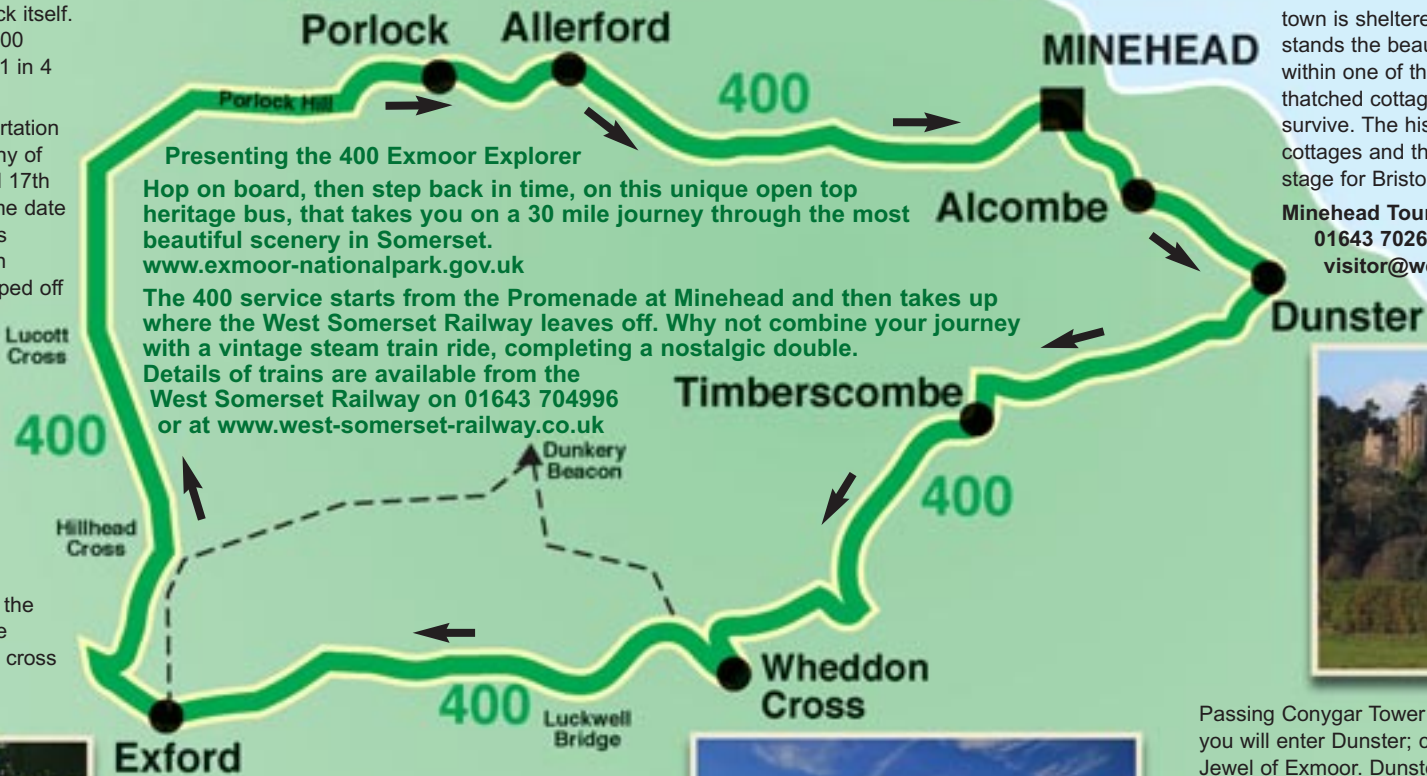 ck itself.
00
1 in 4
rtation
ny of
l 17th
ne date
s
n
ped off
the
e
cross
Porlock
Allerford
MINEHEAD
400
Porlock Hill
Presenting the 400 Exmoor Explorer
Hop on board, then step back in time, on this unique open top
heritage bus, that takes you on a 30 mile journey through the most
beautiful scenery in Somerset.
www.exmoor-nationalpark.gov.uk
The 400 service starts from the Promenade at Minehead and then takes up
where the West Somerset Railway leaves off. Why not combine your journey
with a vintage steam train ride, completing a nostalgic double.
Details of trains are available from the
West Somerset Railway on 01643 704996
or at www.west-somerset-railway.co.uk
Alcombe
Dunster
Timberscombe
400
Lucott
Cross
400
Dunkery
Beacon
Hillhead
Cross
Wheddon
Cross
400
Luckwell
Bridge
Exford
town is sheltere
stands the beau
within one of th
thatched cottag
survive. The his
cottages and th
stage for Bristo
Minehead Tour
01643 7026
visitor@we
Passing Conygar Tower
you will enter Dunster; o
Jewel of Exmoor. Dunste